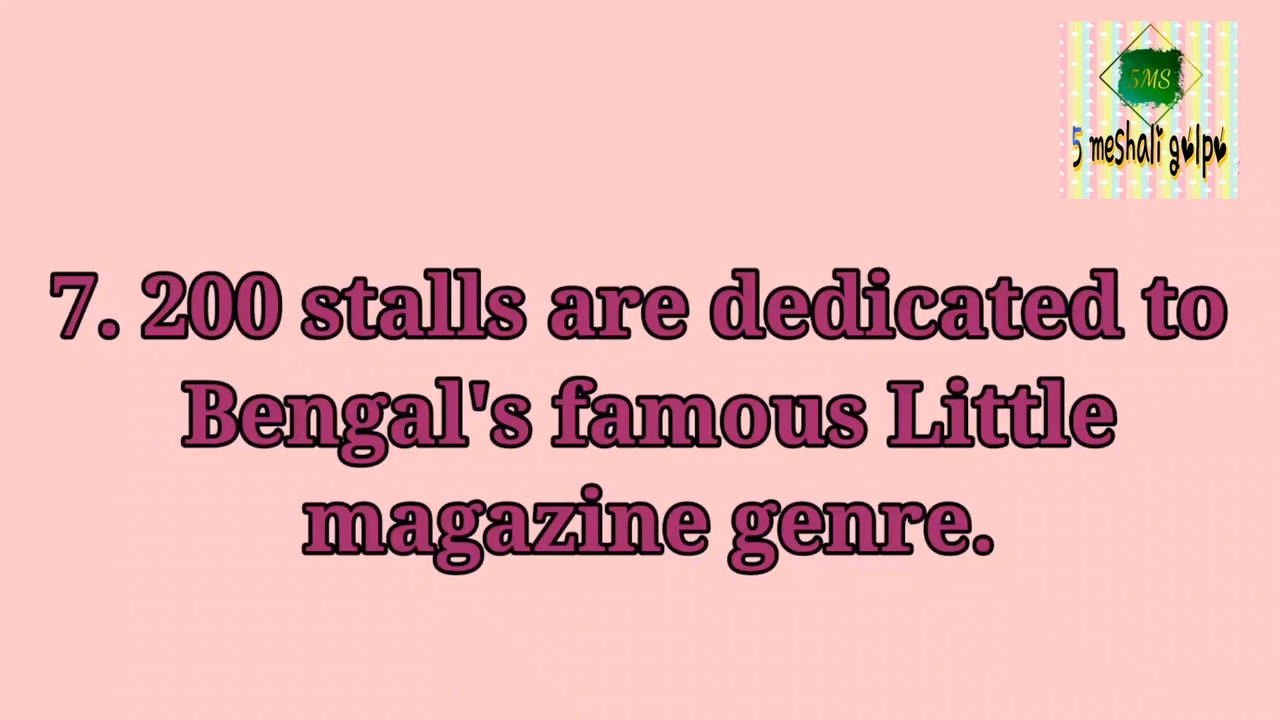 5MS
5 meshali golpo
7. 200 stalls are dedicated to
Bengal's famous Little
magazine genre.